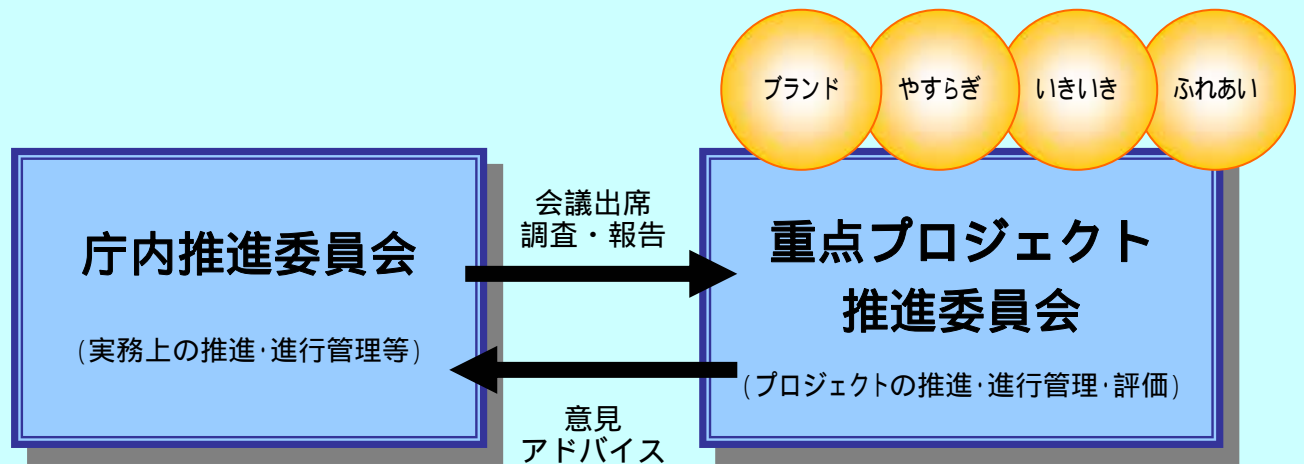 ブランド
やすらぎ
いきいき
ふれあい
庁内推進委員会
(実務上の推進･進行管理等)
会議出席
調査・報告
意見
アドバイス
重点プロジェクト
推進委員会
(プロジェクトの推進･進行管理･評価)